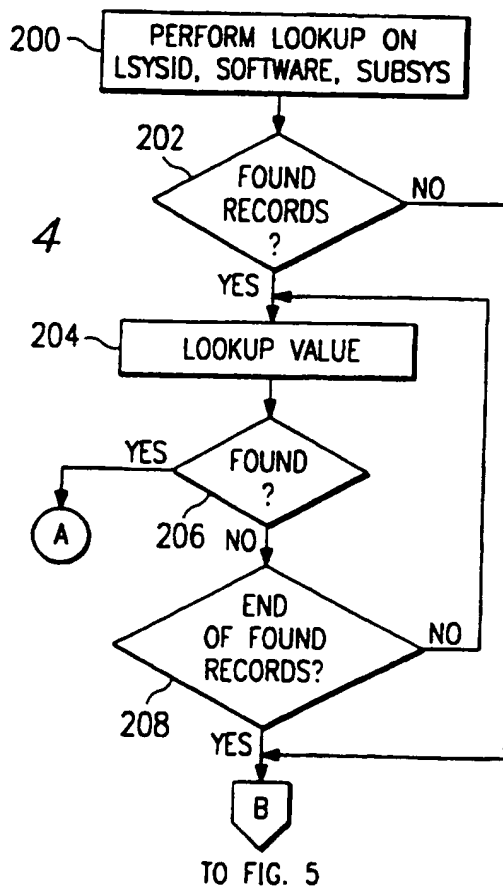 200
PERFORM LOOKUP ON
LSYSID, SOFTWARE, SUBSYS
202
FOUND
RECORDS
?
NO
4
YES
204
LOOKUP VALUE
YES
FOUND
?
A
206
NO
END
OF FOUND
RECORDS?
NO
208
YES
B
TO FIG. 5